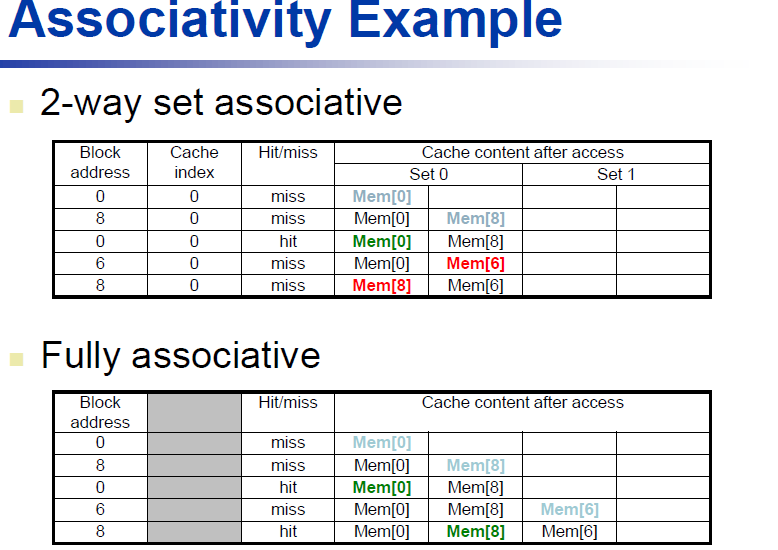 Associativity Example
2-way set associative
Block address Cache index Hit/miss Cache content after access
Set 0 Set 1
0 0 miss Mem[0]
8 0 miss Mem[0] Mem[8]
0 0 hit Mem[0] Mem[8]
6 0 miss Mem[0] Mem[6]
8 0 miss Mem[8] Mem[6]
Fully associative
Block address Hit/miss Cache content after access
0 miss Mem[0]
8 miss Mem[0] Mem[8]
0 hit Mem[0] Mem[8]
6 miss Mem[0] Mem[8] Mem[6]
8 hit Mem[0] Mem[8] Mem[6]